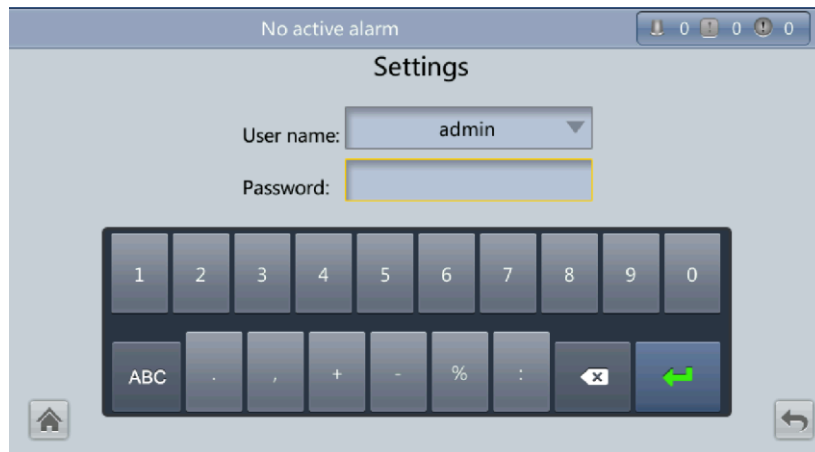 No active alarm 0 0 0
Settings
User name: admin
Password:
1 2 3 4 5 6 7 8 9 0
ABC . , + - % :